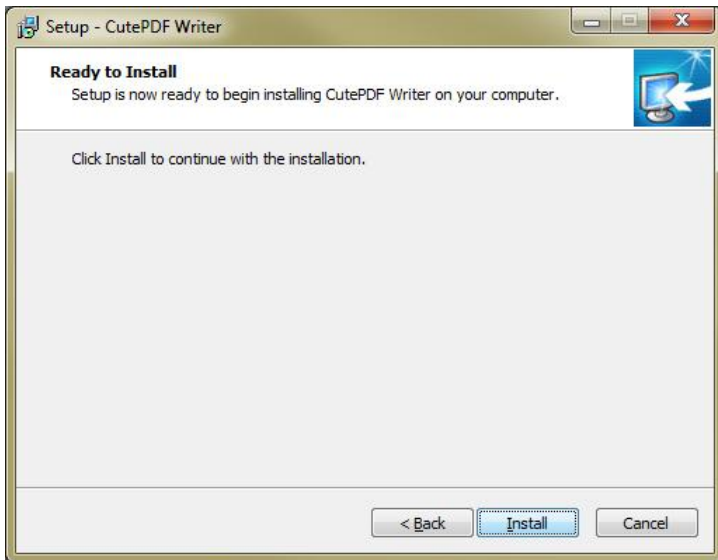 Setup - CutePDF Writer
Ready to Install
Setup is now ready to begin installing CutePDF Writer on your computer.
Click Install to continue with the installation.
< Back
Install
Cancel